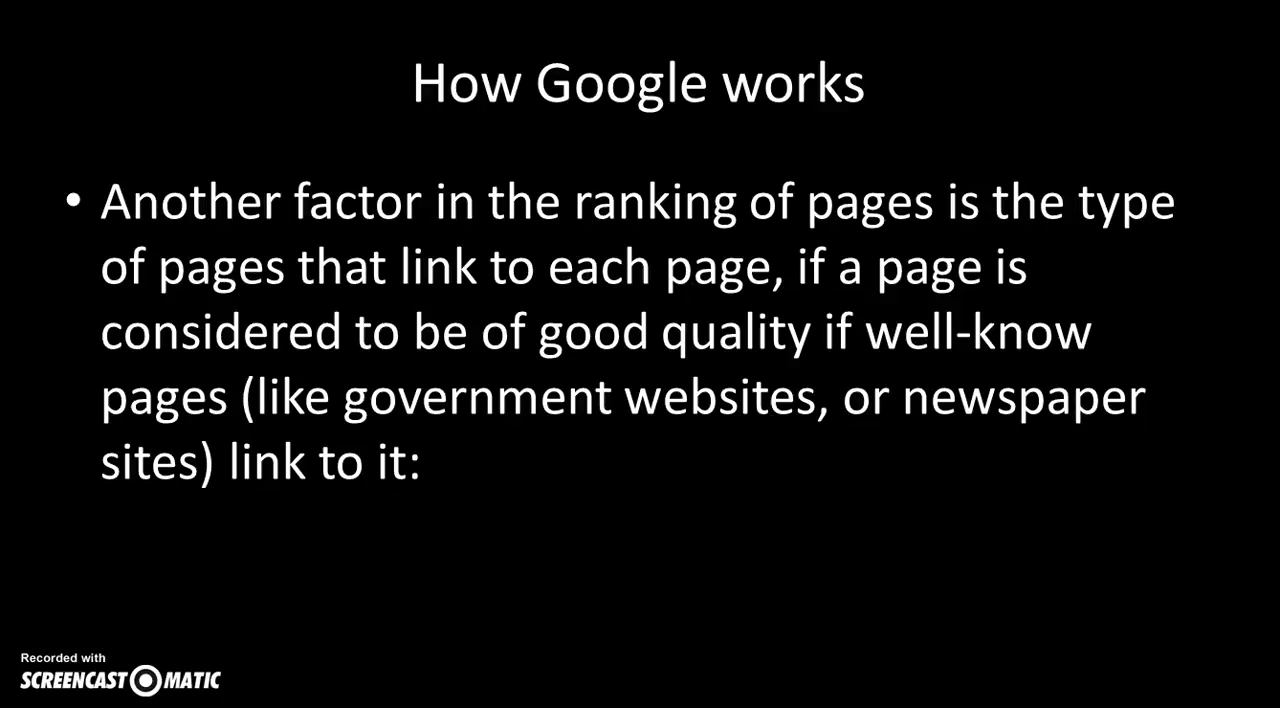 How Google works
• Another factor in the ranking of pages is the type
of pages that link to each page, if a page is
considered to be of good quality if well-know
pages (like government websites, or newspaper
sites) link to it:
Recorded with
SCREENCAST MATIC